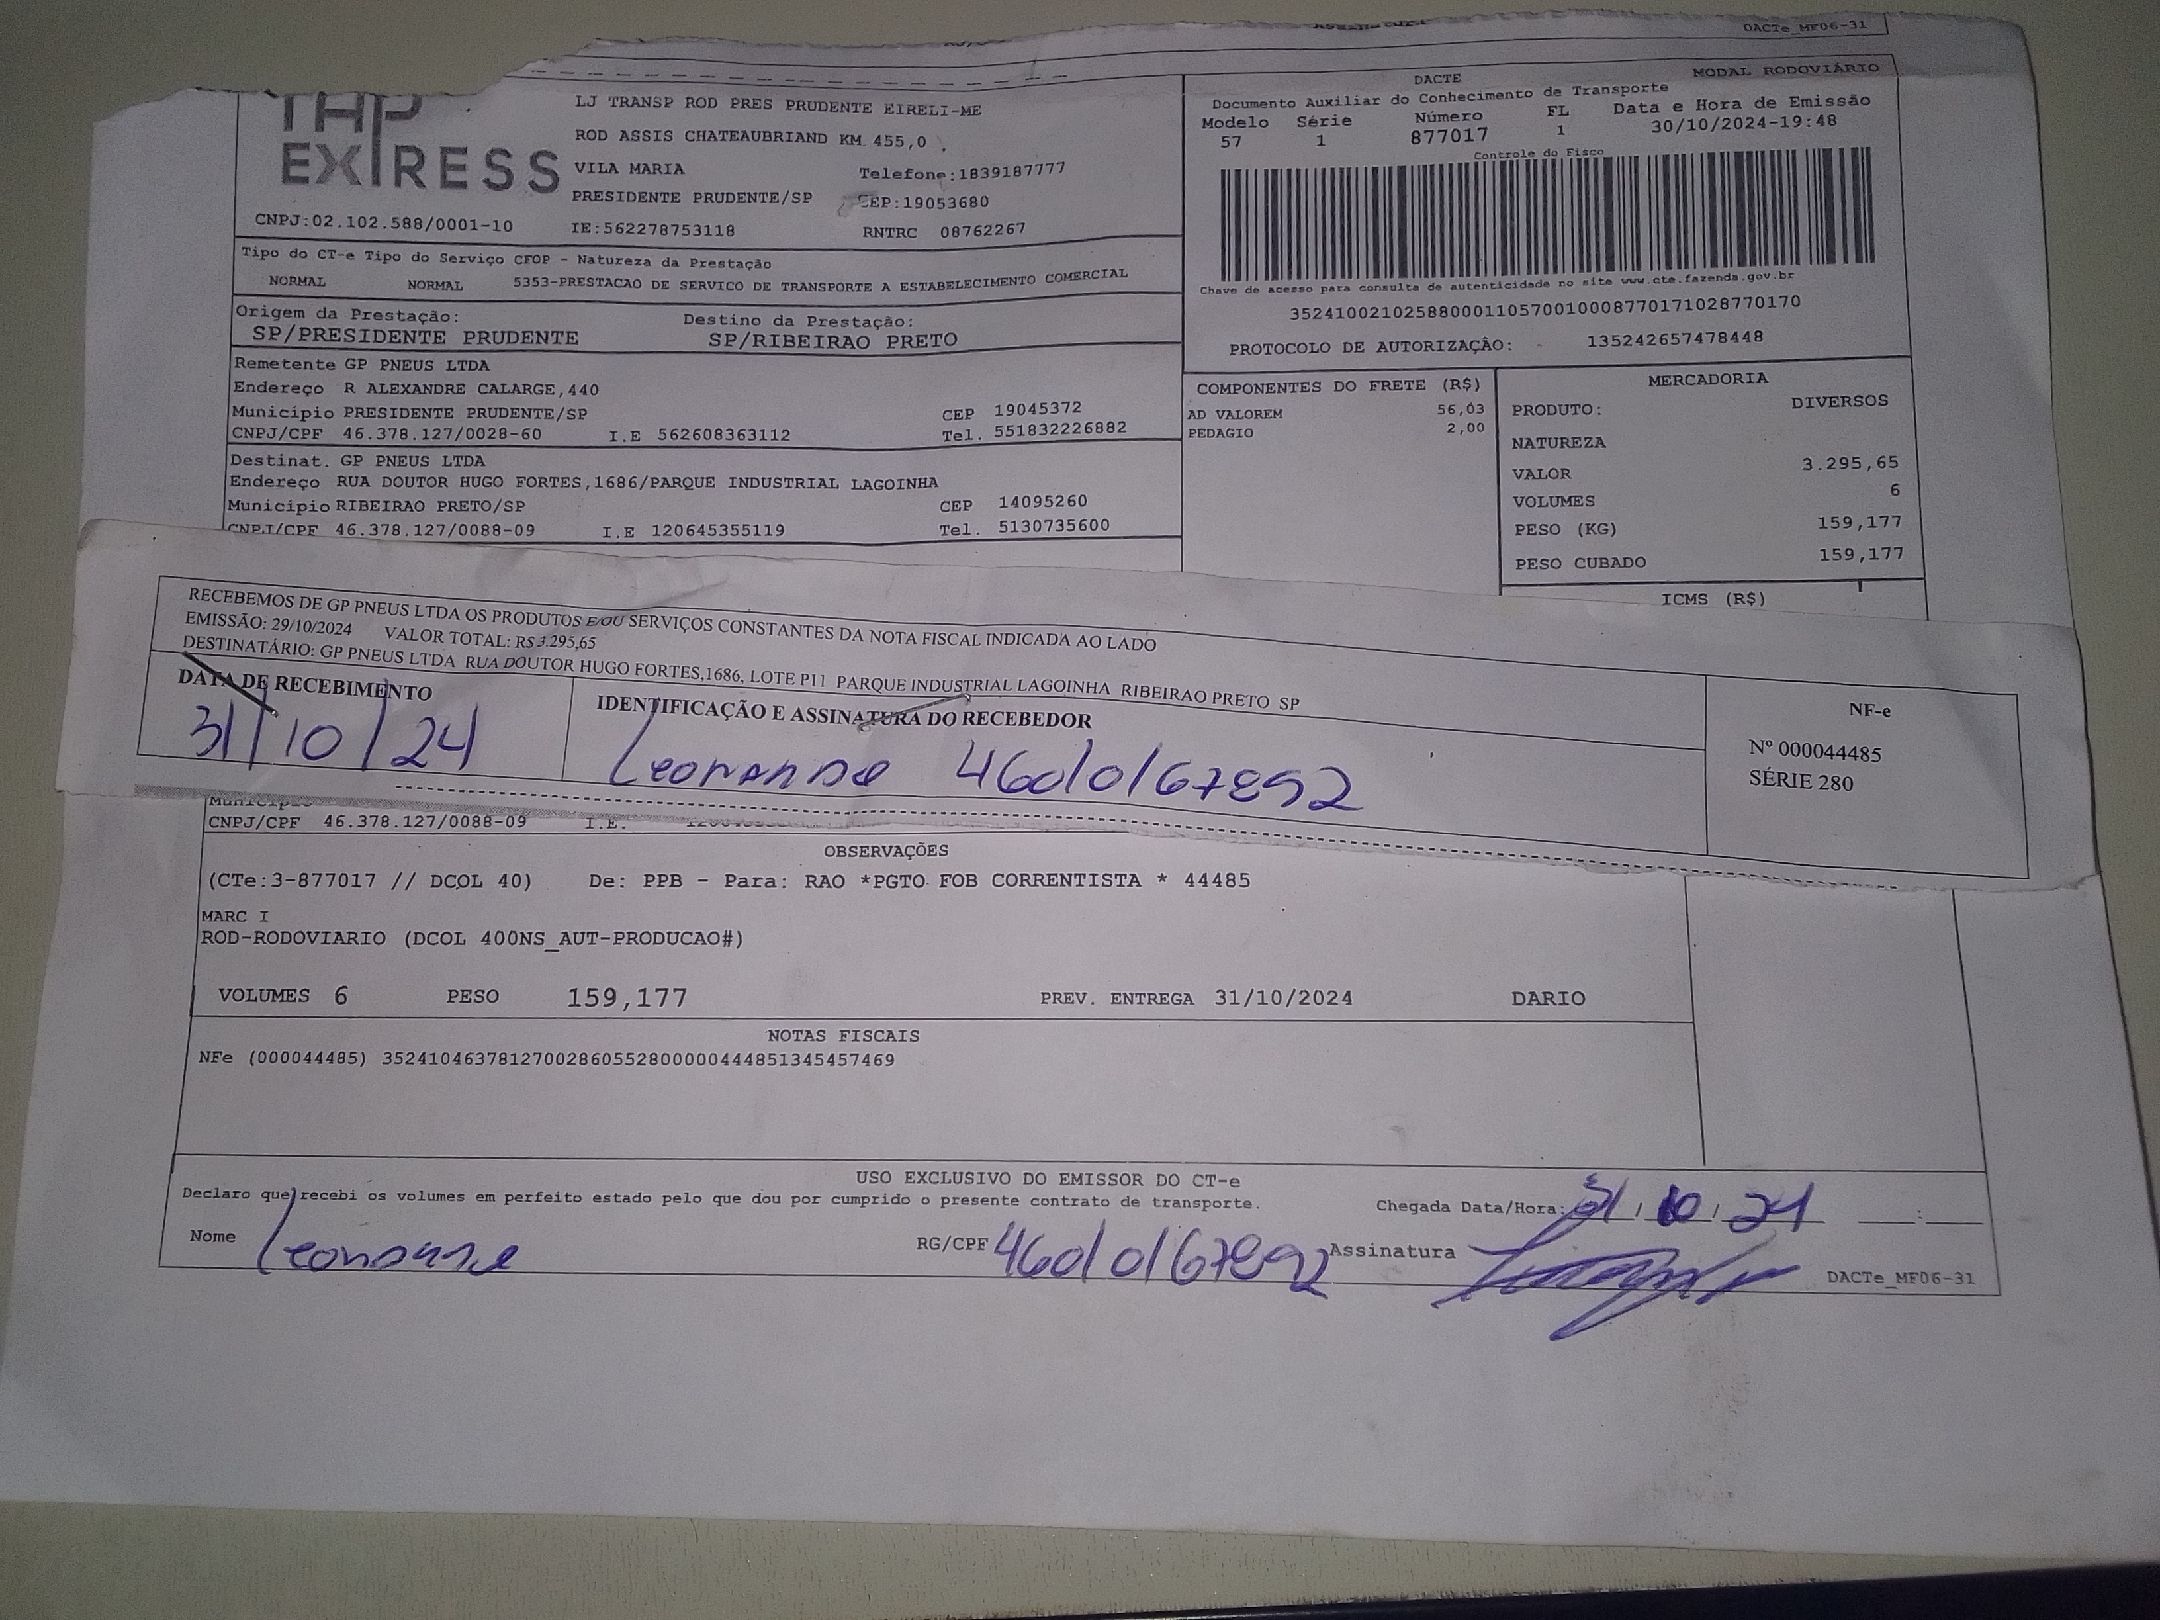 DACTe_MF06-31
EXPRESS
LJ TRANSP ROD PRES PRUDENTE EIRELI-ME
ROD ASSIS CHATEAUBRIAND KM. 455,0
VILA MARIA Telefone:1839187777
PRESIDENTE PRUDENTE/SP CEP:19053680
CNPJ:02.102.588/0001-10 IE:562278753118 RNTRC 08762267
DACTE MODAL RODOVIÁRIO
Documento Auxiliar do Conhecimento de Transporte
Modelo Série Número FL Data e Hora de Emissão
57 1 877017 1 30/10/2024-19:48
Controle do Fisco
Chave de acesso para consulta de autenticidade no site www.cte.fazenda.gov.br
35241002102588000110570010008770171028770170
PROTOCOLO DE AUTORIZAÇÃO: 135242657478448
Tipo do CT-e Tipo do Serviço CFOP - Natureza da Prestação
NORMAL NORMAL 5353-PRESTACAO DE SERVICO DE TRANSPORTE A ESTABELECIMENTO COMERCIAL
Origem da Prestação: Destino da Prestação:
SP/PRESIDENTE PRUDENTE SP/RIBEIRAO PRETO
Remetente GP PNEUS LTDA
Endereço R ALEXANDRE CALARGE,440
Município PRESIDENTE PRUDENTE/SP CEP 19045372
CNPJ/CPF 46.378.127/0028-60 I.E 562608363112 Tel. 551832226882
Destinat. GP PNEUS LTDA
Endereço RUA DOUTOR HUGO FORTES,1686/PARQUE INDUSTRIAL LAGOINHA
Município RIBEIRAO PRETO/SP CEP 14095260
CNPJ/CPF 46.378.127/0088-09 I.E 120645355119 Tel. 5130735600
COMPONENTES DO FRETE (R$)
AD VALOREM 56,03
PEDAGIO 2,00
MERCADORIA
PRODUTO: DIVERSOS
NATUREZA
VALOR 3.295,65
VOLUMES 6
PESO (KG) 159,177
PESO CUBADO 159,177
ICMS (R$)
RECEBEMOS DE GP PNEUS LTDA OS PRODUTOS E/OU SERVIÇOS CONSTANTES DA NOTA FISCAL INDICADA AO LADO
EMISSÃO: 29/10/2024 VALOR TOTAL: R$ 3.295,65
DESTINATÁRIO: GP PNEUS LTDA RUA DOUTOR HUGO FORTES,1686, LOTE P11 PARQUE INDUSTRIAL LAGOINHA RIBEIRAO PRETO SP
DATA DE RECEBIMENTO IDENTIFICAÇÃO E ASSINATURA DO RECEBEDOR
31/10/24 Leonardo 46010167892
NF-e
Nº 000044485
SÉRIE 280
Município
CNPJ/CPF 46.378.127/0088-09 I.E.
OBSERVAÇÕES
(CTe:3-877017 // DCOL 40) De: PPB - Para: RAO *PGTO FOB CORRENTISTA * 44485
MARC I
ROD-RODOVIARIO (DCOL 400NS_AUT-PRODUCAO#)
VOLUMES 6 PESO 159,177 PREV. ENTREGA 31/10/2024 DARIO
NOTAS FISCAIS
NFe (000044485) 35241046378127002860552800000444851345457469
USO EXCLUSIVO DO EMISSOR DO CT-e
Declaro que recebi os volumes em perfeito estado pelo que dou por cumprido o presente contrato de transporte. Chegada Data/Hora: 31/10/24 __:__
Nome Leonardo RG/CPF 46010167892 Assinatura
DACTe_MF06-31